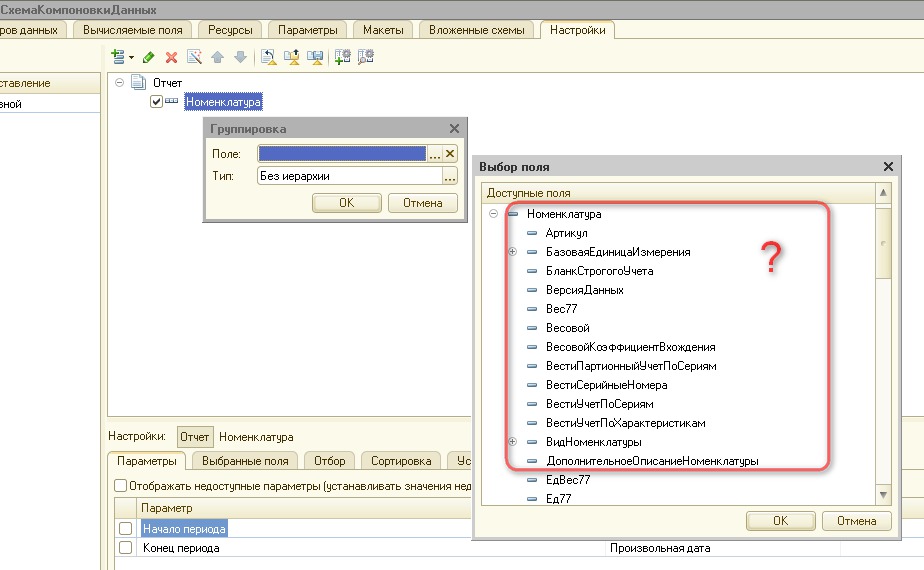 СхемаКомпоновкиДанных
ров данных Вычисляемые поля Ресурсы Параметры Макеты Вложенные схемы Настройки
ставление
вной
Отчет
Номенклатура
Группировка
Поле:
Тип: Без иерархии
OK Отмена
Выбор поля
Доступные поля
Номенклатура
Артикул
БазоваяЕдиницаИзмерения
БланкСтрогогоУчета
ВерсияДанных
Вес77
Весовой
ВесовойКоэффициентВхождения
ВестиПартионныйУчетПоСериям
ВестиСерийныеНомера
ВестиУчетПоСериям
ВестиУчетПоХарактеристикам
ВидНоменклатуры
ДополнительноеОписаниеНоменклатуры
ЕдВес77
Ед77
?
OK Отмена
Настройки: Отчет Номенклатура
Параметры Выбранные поля Отбор Сортировка Ус
Отображать недоступные параметры (устанавливать значения нед
Параметр
Начало периода
Конец периода Произвольная дата